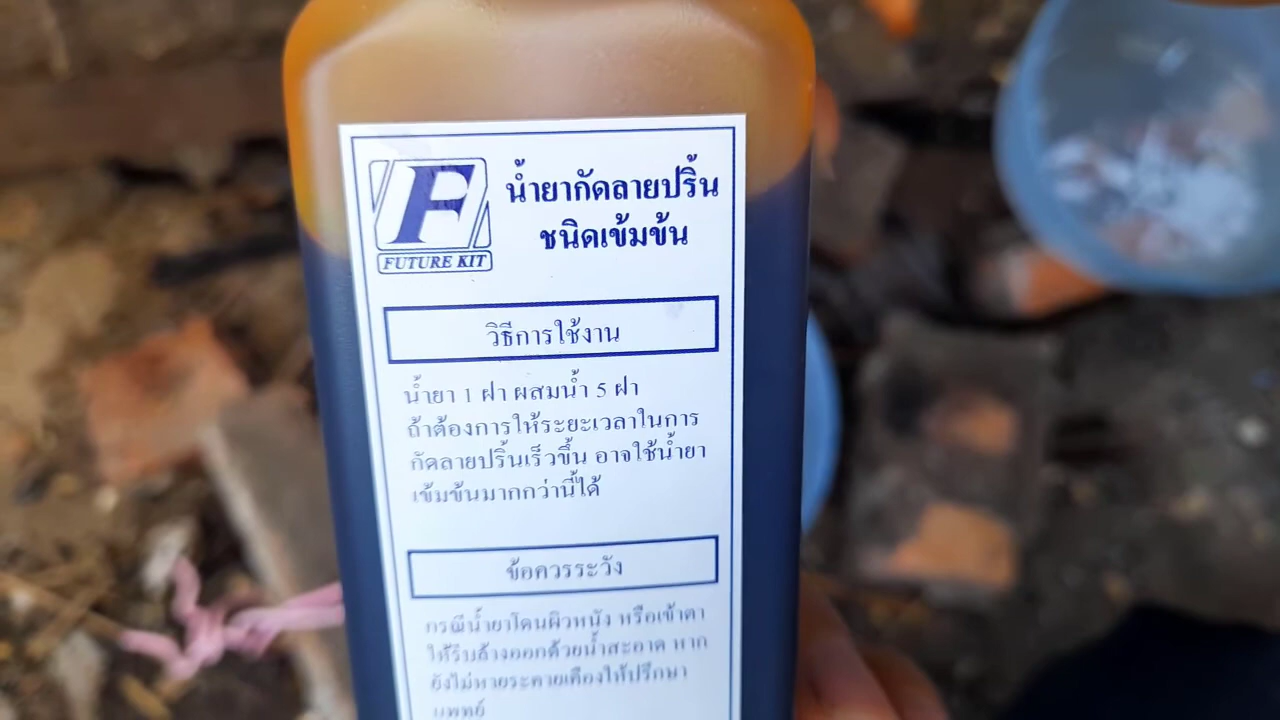 น้ำยากัดลายปริ้น
ชนิดเข้มข้น
F
FUTURE KIT
วิธีการใช้งาน
น้ำยา 1 ฝา ผสมน้ำ 5 ฝา
ถ้าต้องการให้ระยะเวลาในการ
กัดลายปริ้นเร็วขึ้น อาจใช้น้ำยา
เข้มข้นมากกว่านี้ได้
ข้อควรระวัง
กรณีน้ำยาโดนผิวหนัง หรือเข้าตา
ให้รีบล้างออกด้วยน้ำสะอาด หาก
ยังไม่หายระคายเคืองให้ปรึกษา
แพทย์